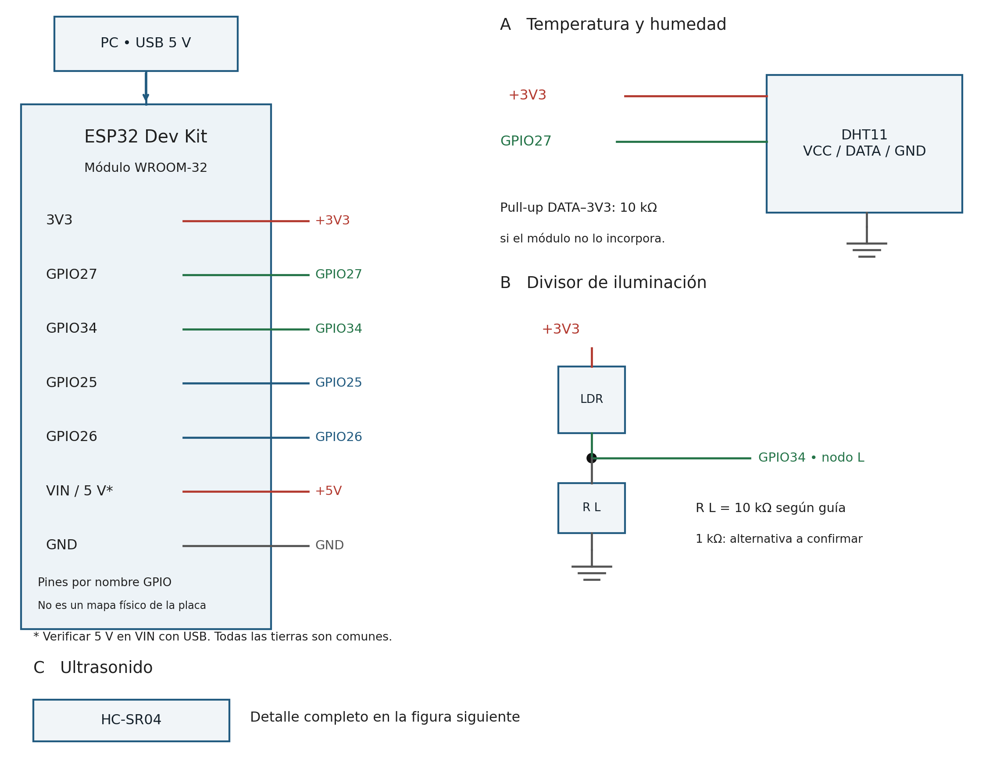 PC • USB 5 V
ESP32 Dev Kit
Módulo WROOM-32
3V3 +3V3
GPIO27 GPIO27
GPIO34 GPIO34
GPIO25 GPIO25
GPIO26 GPIO26
VIN / 5 V* +5V
GND GND
Pines por nombre GPIO
No es un mapa físico de la placa
* Verificar 5 V en VIN con USB. Todas las tierras son comunes.
A Temperatura y humedad
+3V3
GPIO27
DHT11
VCC / DATA / GND
Pull-up DATA–3V3: 10 kΩ
si el módulo no lo incorpora.
B Divisor de iluminación
+3V3
LDR
GPIO34 • nodo L
R L
R L = 10 kΩ según guía
1 kΩ: alternativa a confirmar
C Ultrasonido
HC-SR04
Detalle completo en la figura siguiente